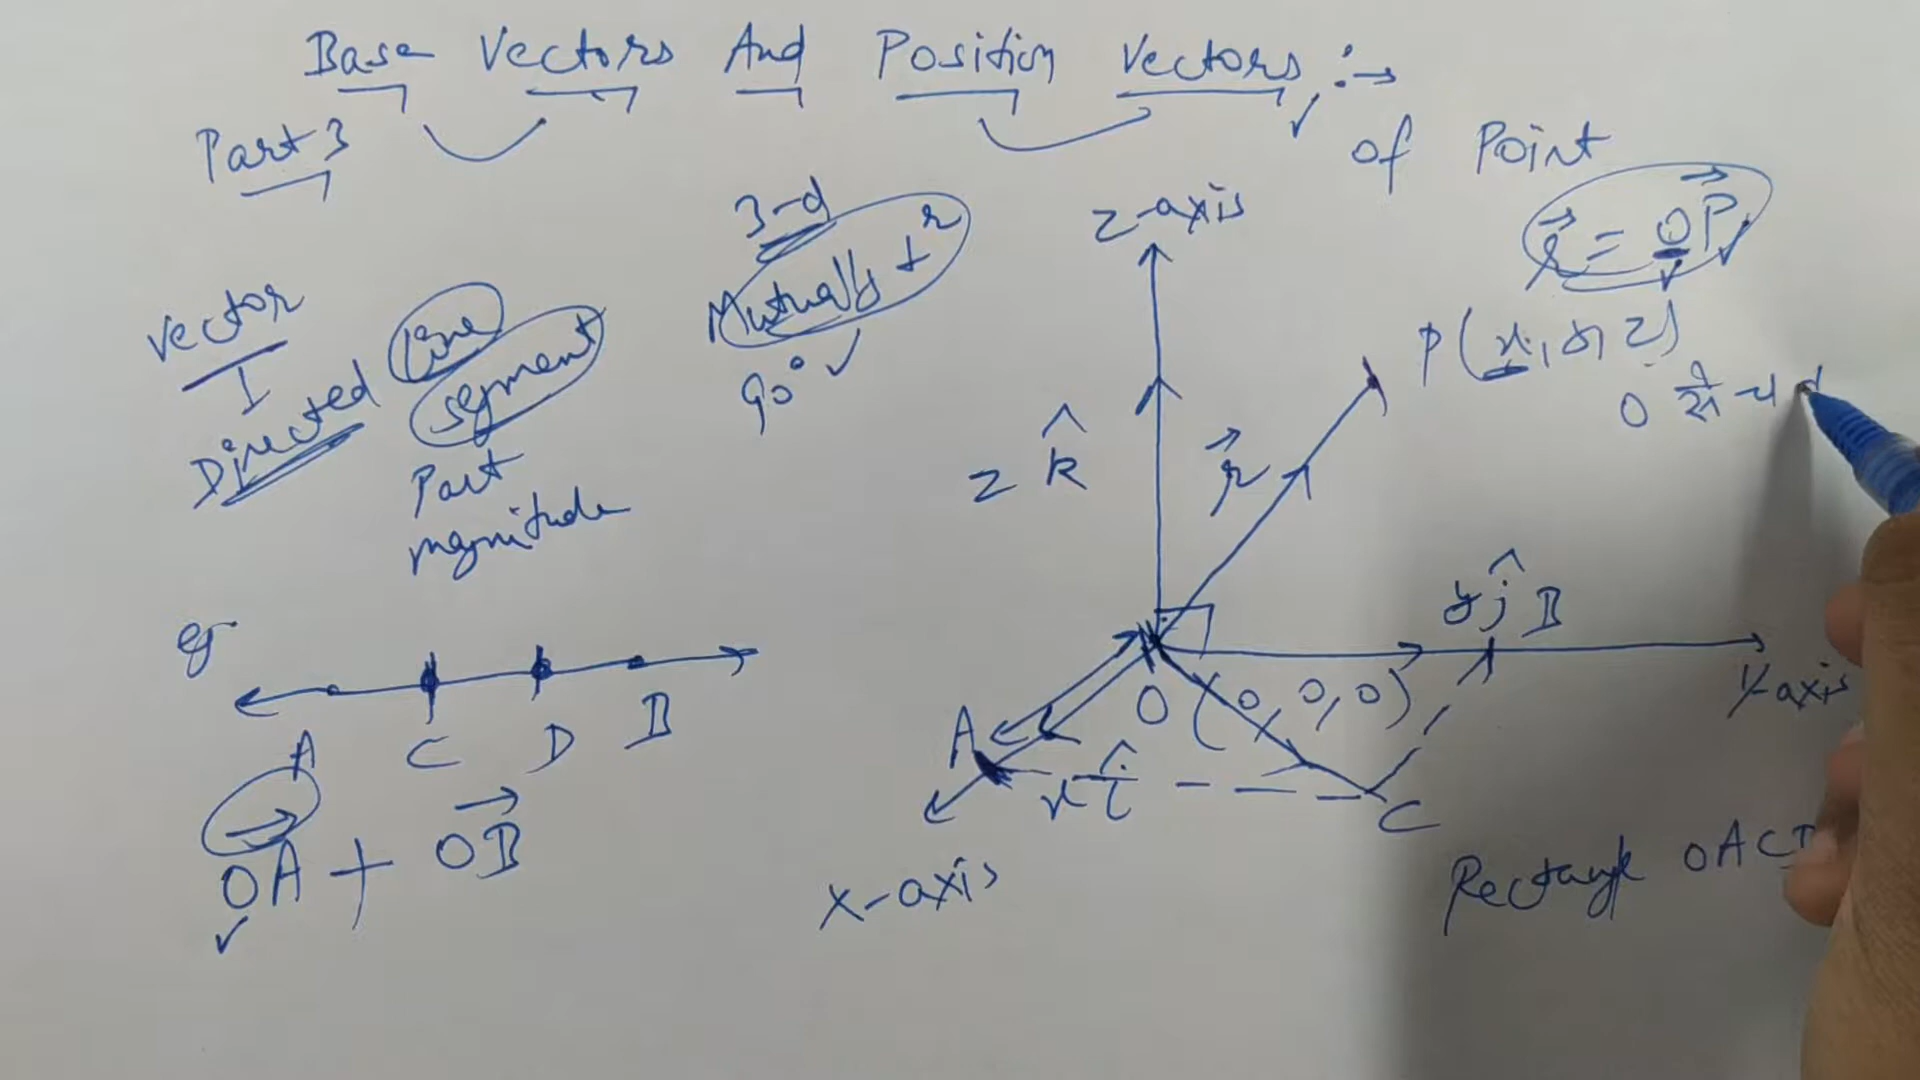 Base Vectors And Position Vectors :→
Part 3
of Point
3-d
Mutually ⊥r
90° ✓
z-axis
r⃗ = OP⃗
P(x, y, z)
0 से
vector
Directed Line
segment
Part
magnitude
z k̂
r⃗
y ĵ B
y-axis
O (0, 0, 0)
eg
A C D B
A
x î
C
OA⃗ + OB⃗
x-axis
Rectangle OAC